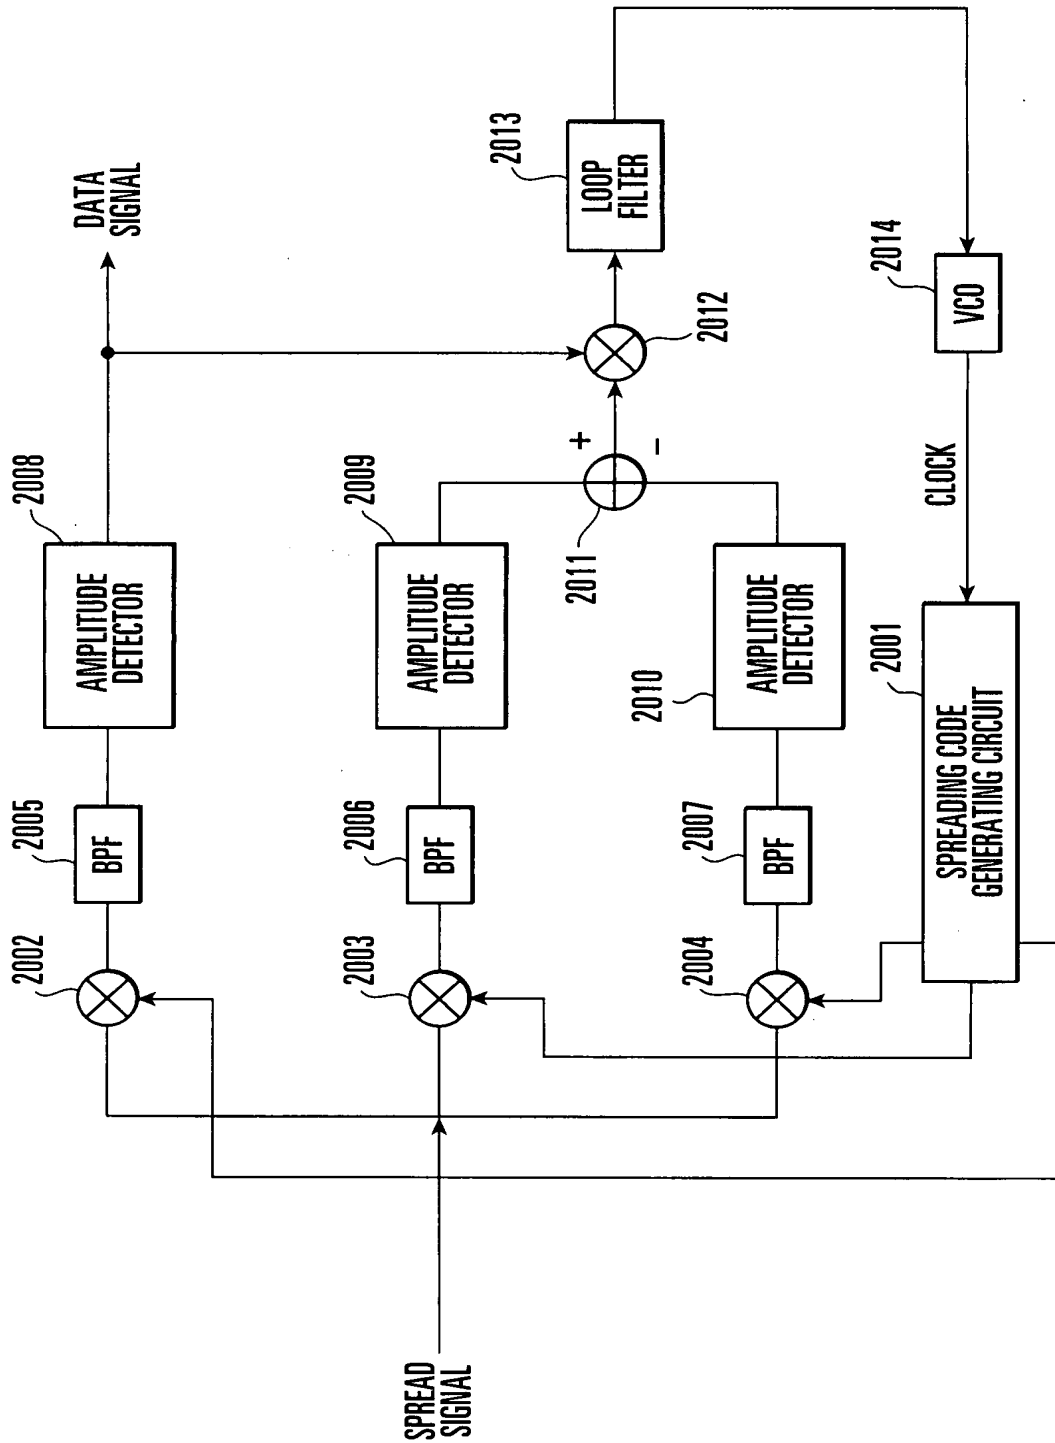 DATA
SIGNAL
2008
AMPLITUDE
DETECTOR
2005
BPF
2002
2009
AMPLITUDE
DETECTOR
2006
BPF
2003
2013
LOOP
FILTER
2012
+
-
2011
2010
AMPLITUDE
DETECTOR
2007
BPF
2004
2014
VCO
CLOCK
2001
SPREADING CODE
GENERATING CIRCUIT
SPREAD
SIGNAL